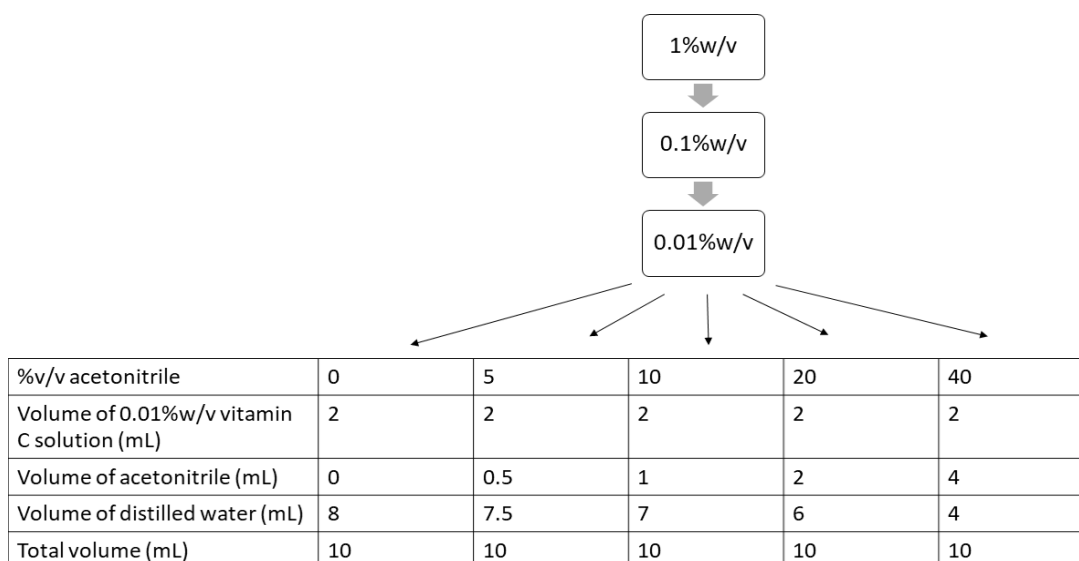 1%w/v
0.1%w/v
0.01%w/v
%v/v acetonitrile 0 5 10 20 40
Volume of 0.01%w/v vitamin
C solution (mL) 2 2 2 2 2
Volume of acetonitrile (mL) 0 0.5 1 2 4
Volume of distilled water (mL) 8 7.5 7 6 4
Total volume (mL) 10 10 10 10 10